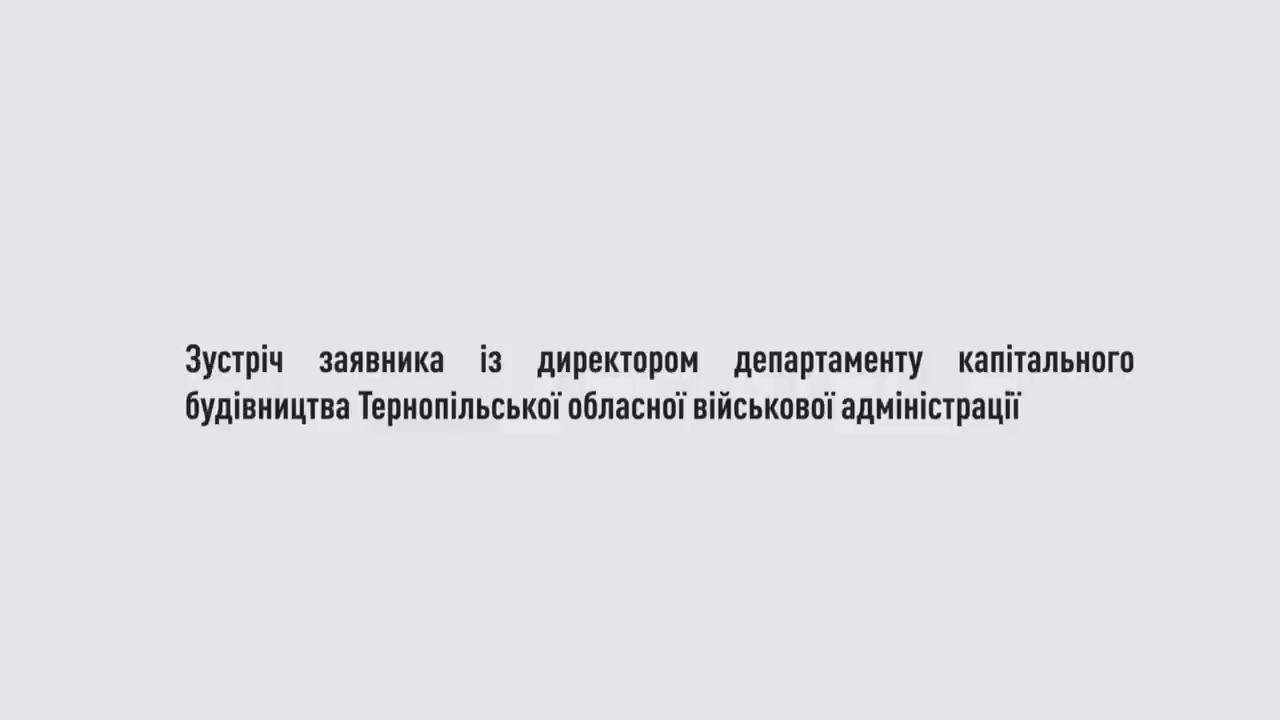 Зустріч заявника із директором департаменту капітального
будівництва Тернопільської обласної військової адміністрації